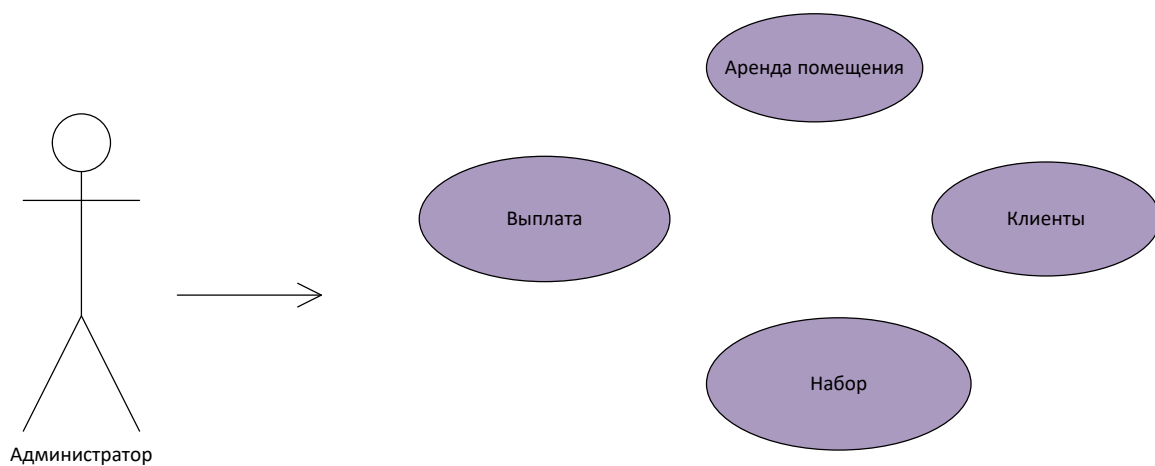 Аренда помещения
Выплата
Клиенты
Набор
Администратор